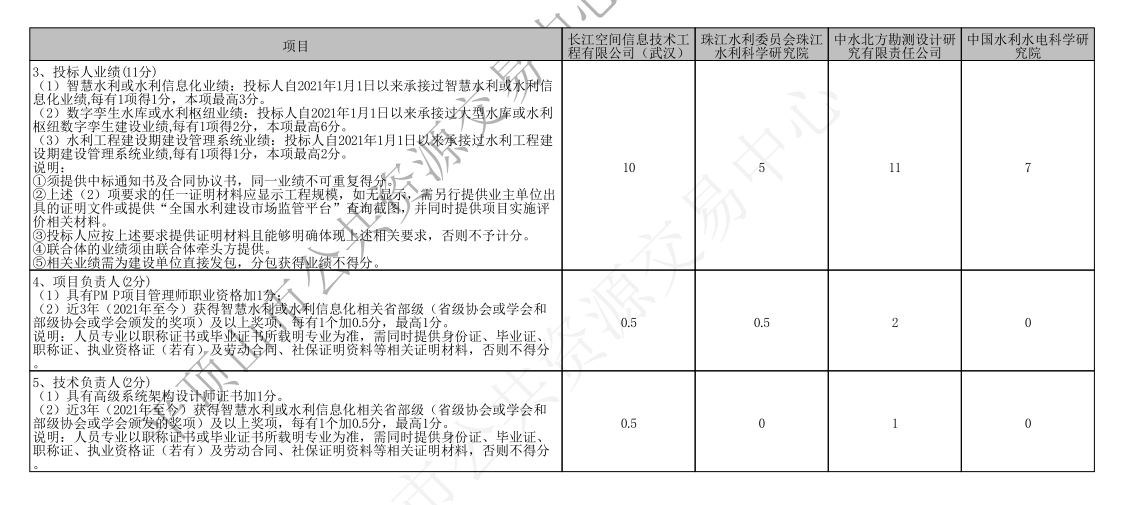 项目
长江空间信息技术工
程有限公司（武汉）
珠江水利委员会珠江
水利科学研究院
中水北方勘测设计研
究有限责任公司
中国水利水电科学研
究院
3、投标人业绩(11分)
（1）智慧水利或水利信息化业绩：投标人自2021年1月1日以来承接过智慧水利或水利信
息化业绩,每有1项得1分，本项最高3分。
（2）数字孪生水库或水利枢纽业绩：投标人自2021年1月1日以来承接过大型水库或水利
枢纽数字孪生建设业绩,每有1项得2分，本项最高6分。
（3）水利工程建设期建设管理系统业绩：投标人自2021年1月1日以来承接过水利工程建
设期建设管理系统业绩,每有1项得1分，本项最高2分。
说明：
①须提供中标通知书及合同协议书，同一业绩不可重复得分。
②上述（2）项要求的任一证明材料应显示工程规模，如无显示，需另行提供业主单位出
具的证明文件或提供“全国水利建设市场监管平台”查询截图，并同时提供项目实施评
价相关材料。
③投标人应按上述要求提供证明材料且能够明确体现上述相关要求，否则不予计分。
④联合体的业绩须由联合体牵头方提供。
⑤相关业绩需为建设单位直接发包，分包获得业绩不得分。
10
5
11
7
4、项目负责人(2分)
（1）具有PMP项目管理师职业资格加1分；
（2）近3年（2021年至今）获得智慧水利或水利信息化相关省部级（省级协会或学会和
部级协会或学会颁发的奖项）及以上奖项，每有1个加0.5分，最高1分。
说明：人员专业以职称证书或毕业证书所载明专业为准，需同时提供身份证、毕业证、
职称证、执业资格证（若有）及劳动合同、社保证明资料等相关证明材料，否则不得分
。
0.5
0.5
2
0
5、技术负责人(2分)
（1）具有高级系统架构设计师证书加1分。
（2）近3年（2021年至今）获得智慧水利或水利信息化相关省部级（省级协会或学会和
部级协会或学会颁发的奖项）及以上奖项，每有1个加0.5分，最高1分。
说明：人员专业以职称证书或毕业证书所载明专业为准，需同时提供身份证、毕业证、
职称证、执业资格证（若有）及劳动合同、社保证明资料等相关证明材料，否则不得分
。
0.5
0
1
0
平顶山市公共资源交易中心
市公共资源交易中心